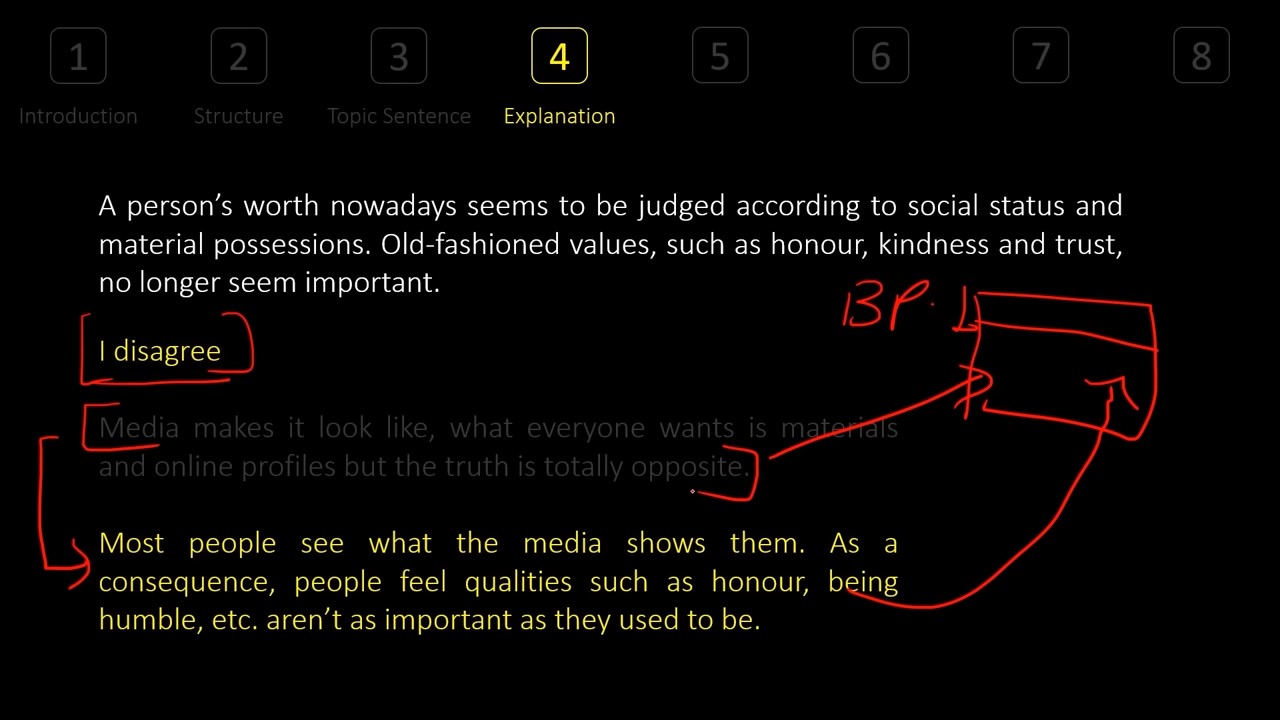 1 2 3 4 5 6 7 8
Introduction Structure Topic Sentence Explanation
A person’s worth nowadays seems to be judged according to social status and
material possessions. Old-fashioned values, such as honour, kindness and trust,
no longer seem important.
BP. 1
I disagree
Media makes it look like, what everyone wants is materials
and online profiles but the truth is totally opposite.
Most people see what the media shows them. As a
consequence, people feel qualities such as honour, being
humble, etc. aren’t as important as they used to be.